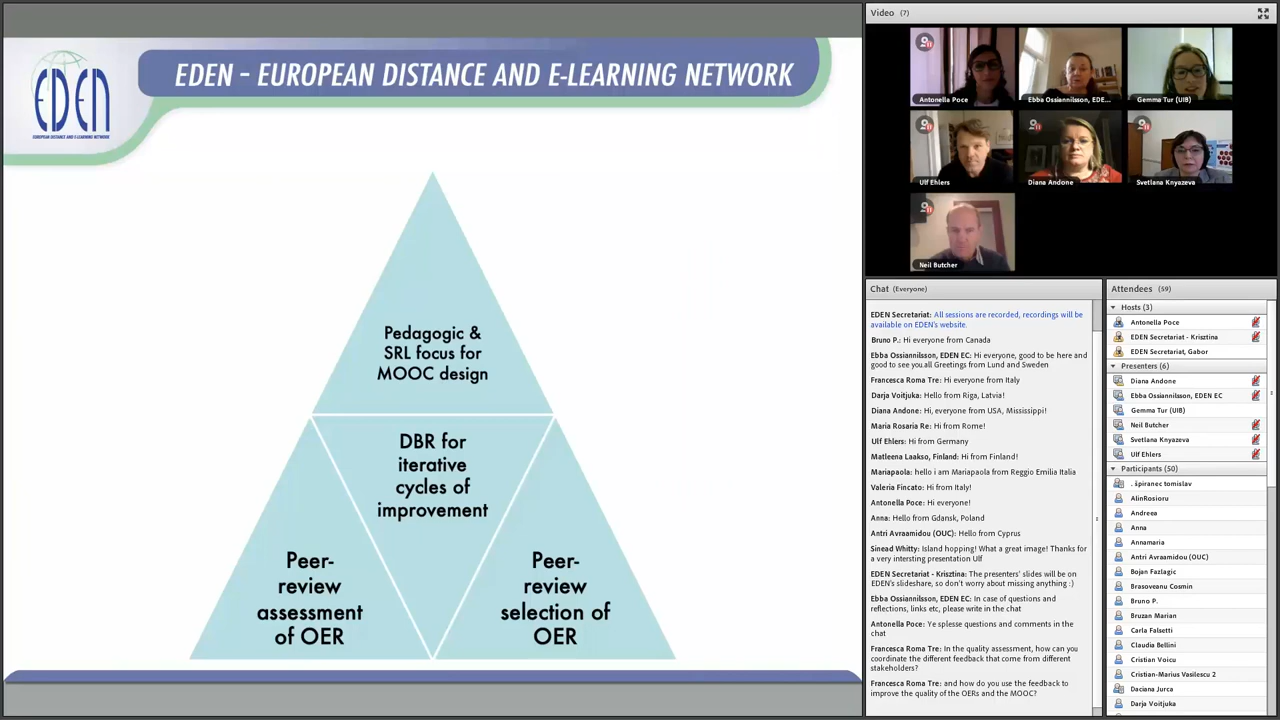 EDEN
EUROPEAN DISTANCE AND E-LEARNING NETWORK
EDEN - EUROPEAN DISTANCE AND E-LEARNING NETWORK
Pedagogic &
SRL focus for
MOOC design
DBR for
iterative
cycles of
improvement
Peer-
review
assessment
of OER
Peer-
review
selection of
OER
Video (7)
Antonella Poce
Ebba Ossiannilsson, EDE...
Gemma Tur (UIB)
Ulf Ehlers
Diana Andone
Svetlana Knyazeva
Neil Butcher
Chat (Everyone)
EDEN Secretariat: All sessions are recorded, recordings will be
available on EDEN's website.
Bruno P.: Hi everyone from Canada
Ebba Ossiannilsson, EDEN EC: Hi everyone, good to be here and
good to see you.all Greetings from Lund and Sweden
Francesca Roma Tre: Hi everyone from Italy
Darja Voitjuka: Hello from Riga, Latvia!
Diana Andone: Hi, everyone from USA, Mississippi!
Maria Rosaria Re: Hi from Rome!
Ulf Ehlers: Hi from Germany
Matleena Laakso, Finland: Hi from Finland!
Mariapaola: hello i am Mariapaola from Reggio Emilia Italia
Valeria Fincato: Hi from Italy!
Antonella Poce: Hi everyone!
Anna: Hello from Gdansk, Poland
Antri Avraamidou (OUC): Hello from Cyprus
Sinead Whitty: Island hopping! What a great image! Thanks for
a very intersting presentation Ulf
EDEN Secretariat - Krisztina: The presenters' slides will be on
EDEN's slideshare, so don't worry about missing anything :)
Ebba Ossiannilsson, EDEN EC: In case of questions and
reflections, links etc, please write in the chat
Antonella Poce: Ye splesse questions and comments in the
chat
Francesca Roma Tre: In the quality assessment, how can you
coordinate the different feedback that come from different
stakeholders?
Francesca Roma Tre: and how do you use the feedback to
improve the quality of the OERs and the MOOC?
Attendees (59)
Hosts (3)
Antonella Poce
EDEN Secretariat - Krisztina
EDEN Secretariat, Gabor
Presenters (6)
Diana Andone
Ebba Ossiannilsson, EDEN EC
Gemma Tur (UIB)
Neil Butcher
Svetlana Knyazeva
Ulf Ehlers
Participants (50)
. špiranec tomislav
AlinRosioru
Andreea
Anna
Annamaria
Antri Avraamidou (OUC)
Bojan Fazlagic
Brasoveanu Cosmin
Bruno P.
Bruzan Marian
Carla Falsetti
Claudia Bellini
Cristian Voicu
Cristian-Marius Vasilescu 2
Daciana Jurca
Darja Voitjuka